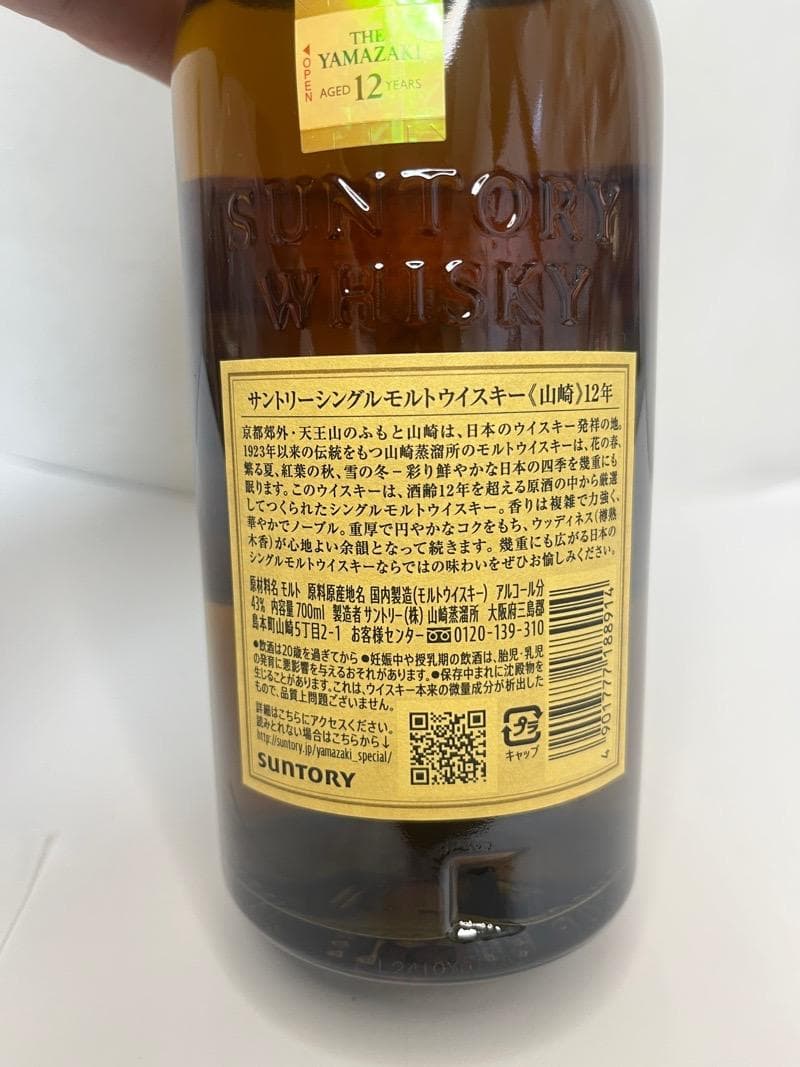 THE
YAMAZAKI
AGED 12 YEARS
OPEN
SUNTORY
WHISKY
サントリーシングルモルトウイスキー《山崎》12年
京都郊外・天王山のふもと山崎は、日本のウイスキー発祥の地。
1923年以来の伝統をもつ山崎蒸溜所のモルトウイスキーは、花の春、
繁る夏、紅葉の秋、雪の冬−彩り鮮やかな日本の四季を幾重にも
眠ります。このウイスキーは、酒齢12年を超える原酒の中から厳選
してつくられたシングルモルトウイスキー。香りは複雑で力強く、
華やかでノーブル。重厚で円やかなコクをもち、ウッディネス(樽熟
木香)が心地よい余韻となって続きます。幾重にも広がる日本の
シングルモルトウイスキーならではの味わいをぜひお愉しみください。
原材料名 モルト 原料原産地名 国内製造(モルトウイスキー) アルコール分
43% 内容量700ml 製造者 サントリー(株) 山崎蒸溜所 大阪府三島郡
島本町山崎5丁目2-1 お客様センター 0120-139-310
●飲酒は20歳を過ぎてから ●妊娠中や授乳期の飲酒は、胎児・乳児
の発育に悪影響を与えるおそれがあります。●保存中まれに沈殿物を
生じることがあります。これは、ウイスキー本来の微量成分が析出した
もので、品質上問題ございません。
詳細はこちらにアクセスください。
読みとれない場合はこちらから↓
http://suntory.jp/yamazaki_special/
SUNTORY
プラ
キャップ
4 901777 188914